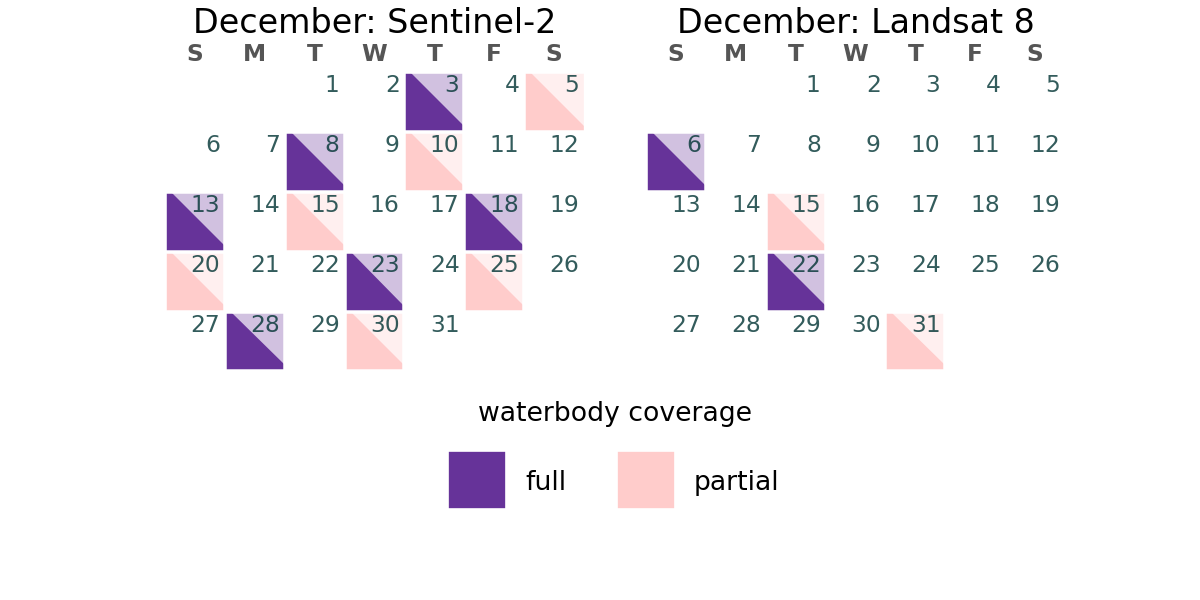 December: Sentinel-2
S M T W T F S
1 2 3 4 5
6 7 8 9 10 11 12
13 14 15 16 17 18 19
20 21 22 23 24 25 26
27 28 29 30 31
December: Landsat 8
S M T W T F S
1 2 3 4 5
6 7 8 9 10 11 12
13 14 15 16 17 18 19
20 21 22 23 24 25 26
27 28 29 30 31
waterbody coverage
full
partial